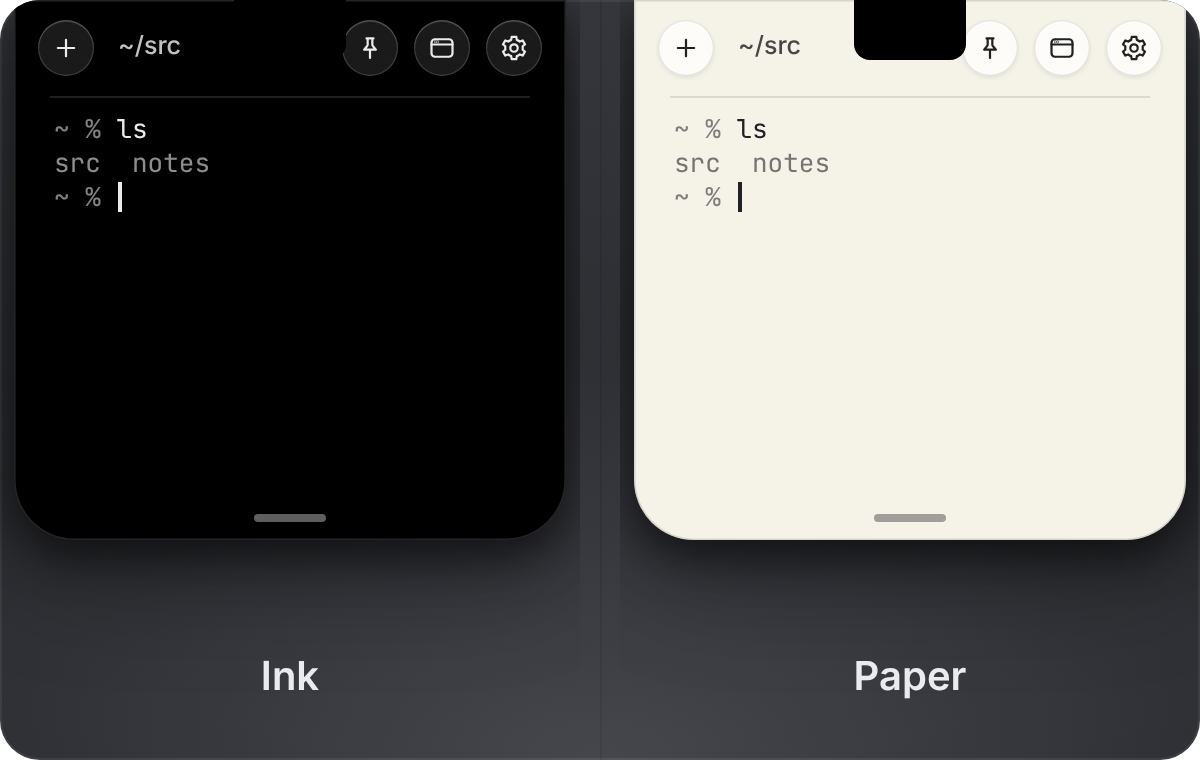 ~/src
~ % ls
src  notes
~ %
Ink
~/src
~ % ls
src  notes
~ %
Paper